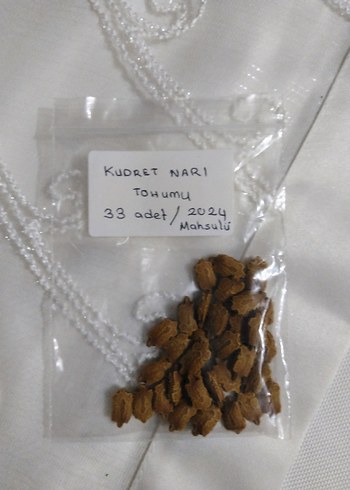 KUDRET NARI
TOHUMU
33 adet / 2024
Mahsulü